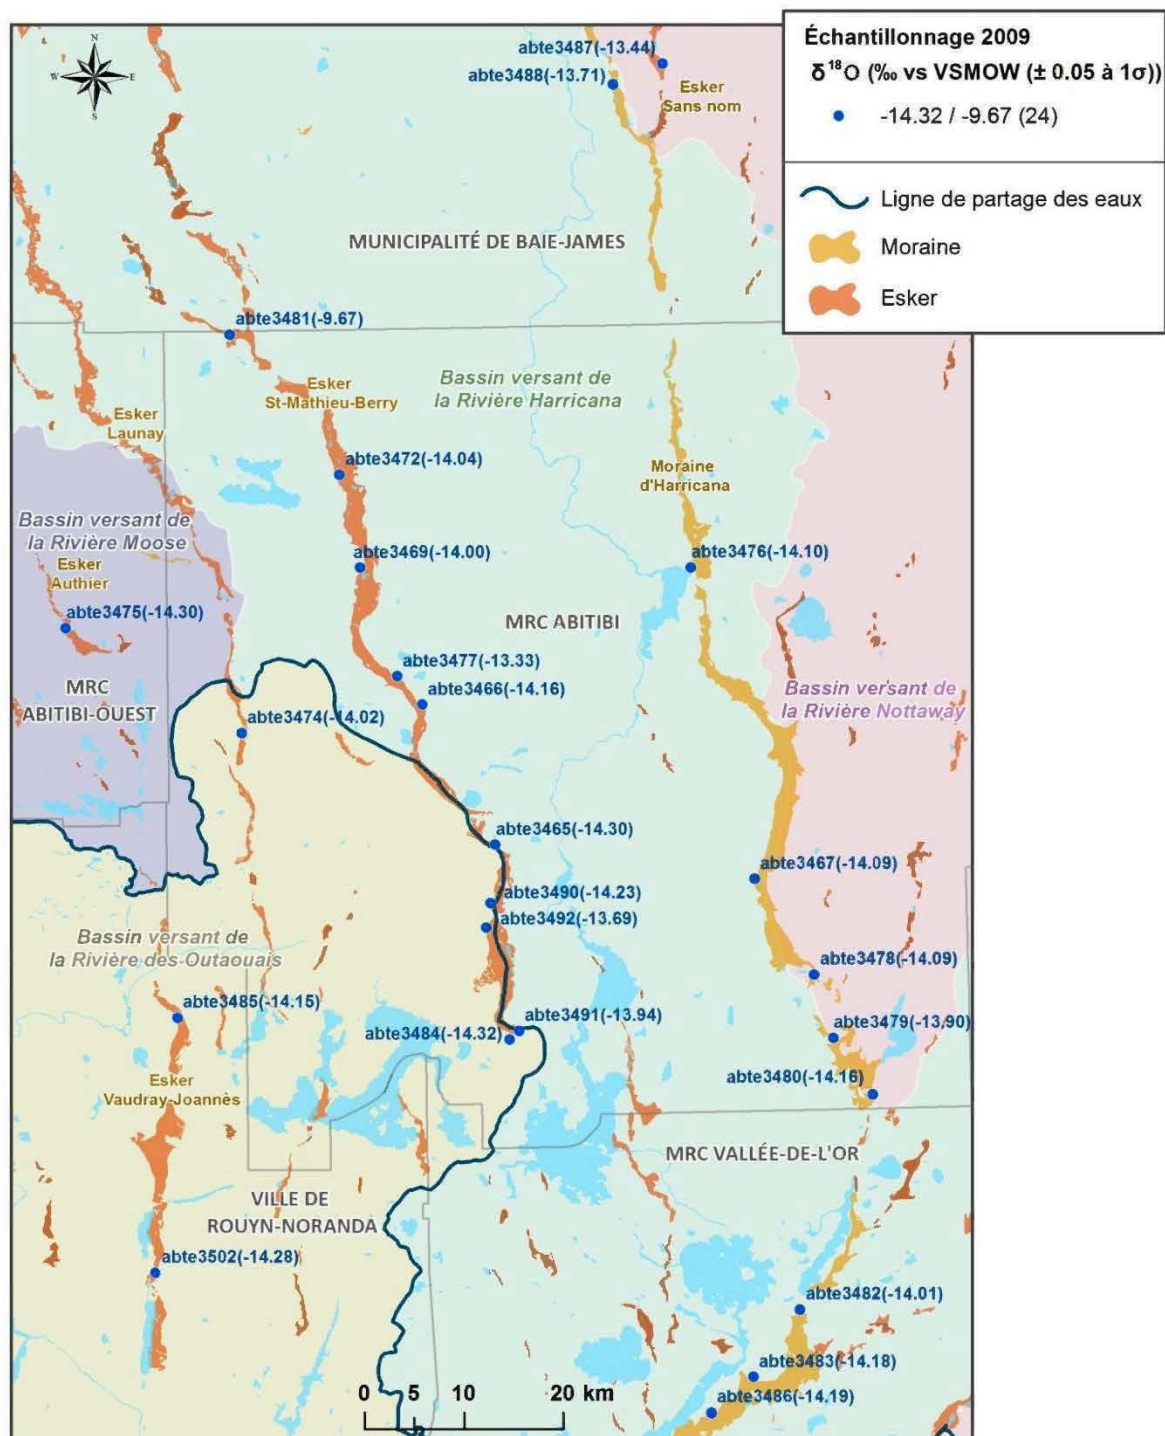 N
W E
S
Échantillonnage 2009
δ¹⁸O (‰ vs VSMOW (± 0.05 à 1σ))
-14.32 / -9.67 (24)
Ligne de partage des eaux
Moraine
Esker
abte3487(-13.44)
abte3488(-13.71)
Esker
Sans nom
MUNICIPALITÉ DE BAIE-JAMES
abte3481(-9.67)
Esker
St-Mathieu-Berry
Bassin versant de
la Rivière Harricana
Esker
Launay
abte3472(-14.04)
Moraine
d'Harricana
Bassin versant de
la Rivière Moose
abte3469(-14.00)
abte3476(-14.10)
Esker
Authier
abte3475(-14.30)
MRC ABITIBI
abte3477(-13.33)
abte3466(-14.16)
MRC
ABITIBI-OUEST
Bassin versant de
la Rivière Nottaway
abte3474(-14.02)
abte3465(-14.30)
abte3467(-14.09)
abte3490(-14.23)
abte3492(-13.69)
Bassin versant de
la Rivière des Outaouais
abte3478(-14.09)
abte3485(-14.15)
abte3491(-13.94)
abte3484(-14.32)
abte3479(-13.90)
abte3480(-14.16)
Esker
Vaudray-Joannès
MRC VALLÉE-DE-L'OR
VILLE DE
ROUYN-NORANDA
abte3502(-14.28)
abte3482(-14.01)
abte3483(-14.18)
abte3486(-14.19)
0 5 10 20 km